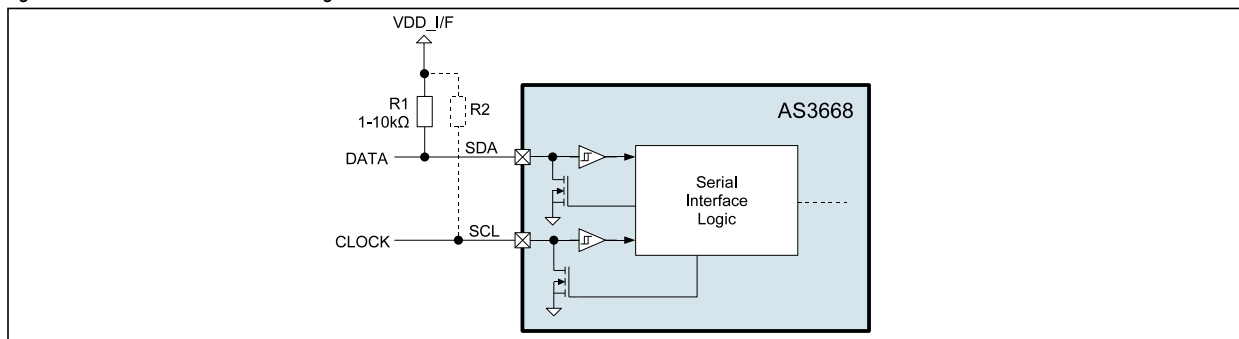 VDD_I/F
R1
1-10kΩ
R2
AS3668
DATA
SDA
Serial
Interface
Logic
CLOCK
SCL